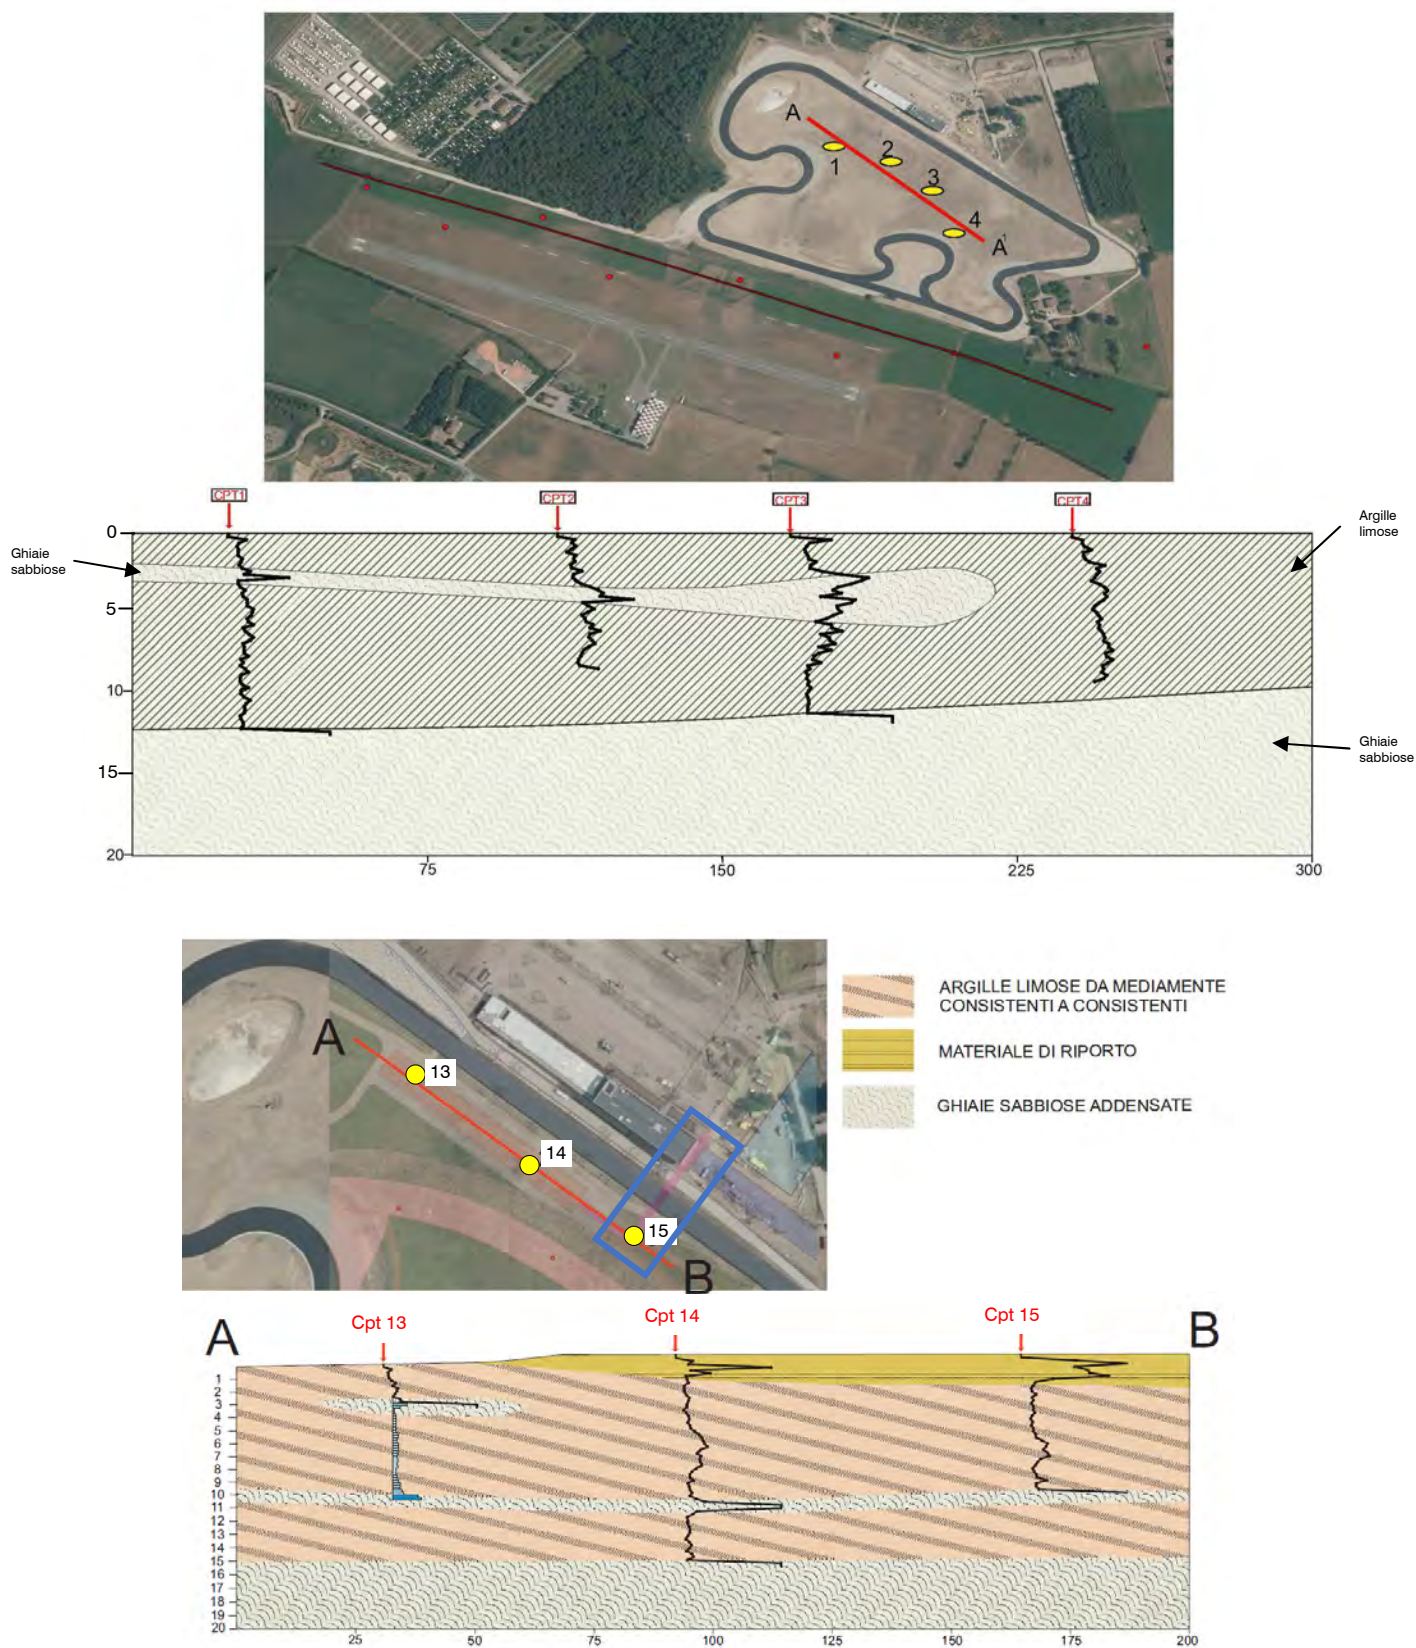 A
1
2
3
4
A'
CPT1
CPT2
CPT3
CPT4
Ghiaie
sabbiose
Argille
limose
Ghiaie
sabbiose
0
5
10
15
20
75
150
225
300
A
13
14
15
B
ARGILLE LIMOSE DA MEDIAMENTE
CONSISTENTI A CONSISTENTI
MATERIALE DI RIPORTO
GHIAIE SABBIOSE ADDENSATE
A
Cpt 13
Cpt 14
Cpt 15
B
1
2
3
4
5
6
7
8
9
10
11
12
13
14
15
16
17
18
19
20
25
50
75
100
125
150
175
200